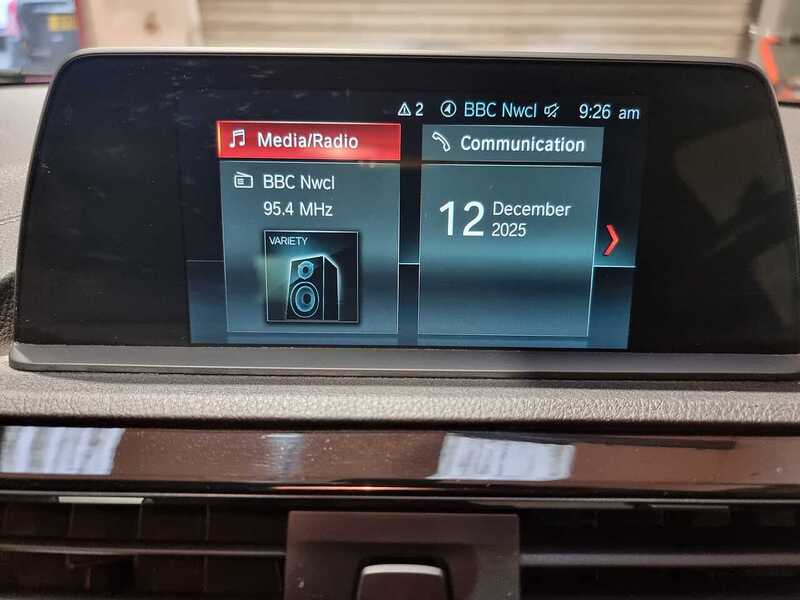 2 BBC Nwcl 9:26 am
Media/Radio
BBC Nwcl
95.4 MHz
VARIETY
Communication
12 December
2025